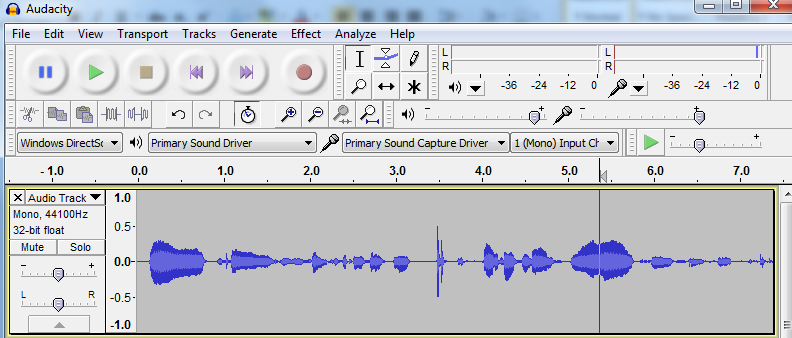 Audacity
File Edit View Transport Tracks Generate Effect Analyze Help
L
R
-36 -24 -12 0
L
R
-36 -24 -12 0
- +
- +
Windows DirectSo
Primary Sound Driver
Primary Sound Capture Driver
1 (Mono) Input Ch
- +
- 1.0 0.0 1.0 2.0 3.0 4.0 5.0 6.0 7.0
X Audio Track
Mono, 44100Hz
32-bit float
Mute Solo
- +
L R
1.0
0.5-
0.0-
-0.5-
-1.0